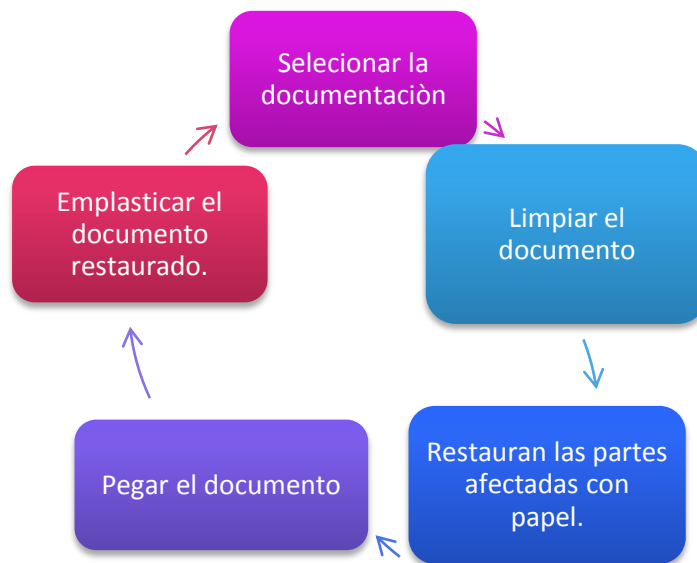 Selecionar la
documentaciòn
Limpiar el
documento
Restauran las partes
afectadas con
papel.
Pegar el documento
Emplasticar el
documento
restaurado.